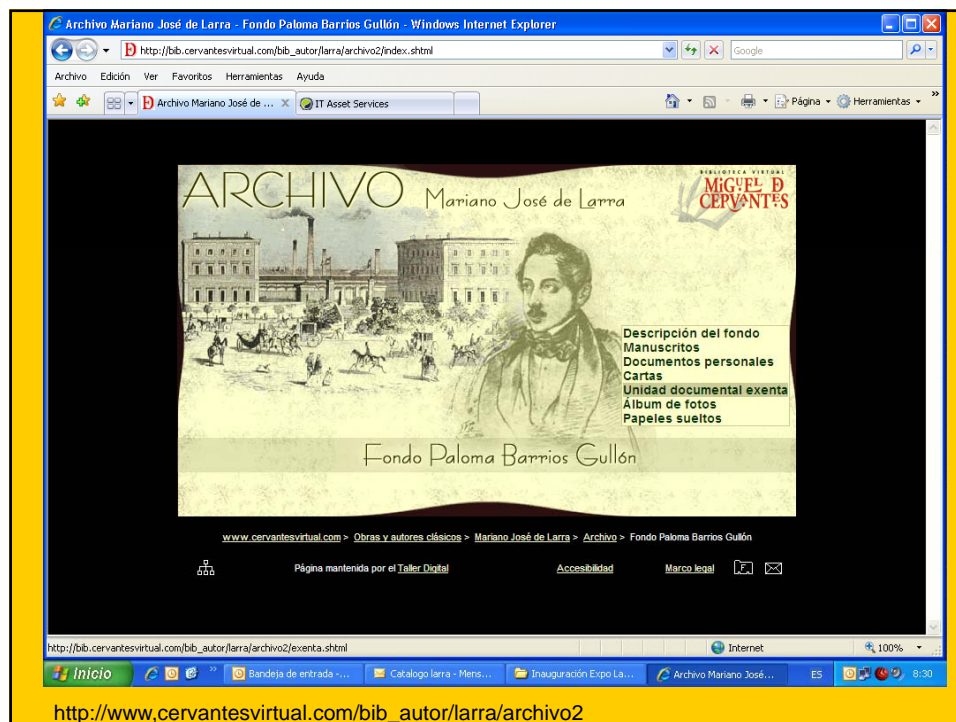 Archivo Mariano José de Larra - Fondo Paloma Barrios Gullón - Windows Internet Explorer
http://bib.cervantesvirtual.com/bib_autor/larra/archivo2/index.shtml
Google
Archivo Edición Ver Favoritos Herramientas Ayuda
Archivo Mariano José de ... X IT Asset Services
Página Herramientas »
ARCHIVO Mariano José de Larra
BIBLIOTECA VIRTUAL
MiGUEL D
CERVANTES
Descripción del fondo
Manuscritos
Documentos personales
Cartas
Unidad documental exenta
Álbum de fotos
Papeles sueltos
Fondo Paloma Barrios Gullón
www.cervantesvirtual.com > Obras y autores clásicos > Mariano José de Larra > Archivo > Fondo Paloma Barrios Gullón
Página mantenida por el Taller Digital Accesibilidad Marco legal F
http://bib.cervantesvirtual.com/bib_autor/larra/archivo2/exenta.shtml Internet 100%
Inicio » Bandeja de entrada -... Catalogo larra - Mens... Inauguración Expo La... Archivo Mariano José... ES 8:30
http://www,cervantesvirtual.com/bib_autor/larra/archivo2